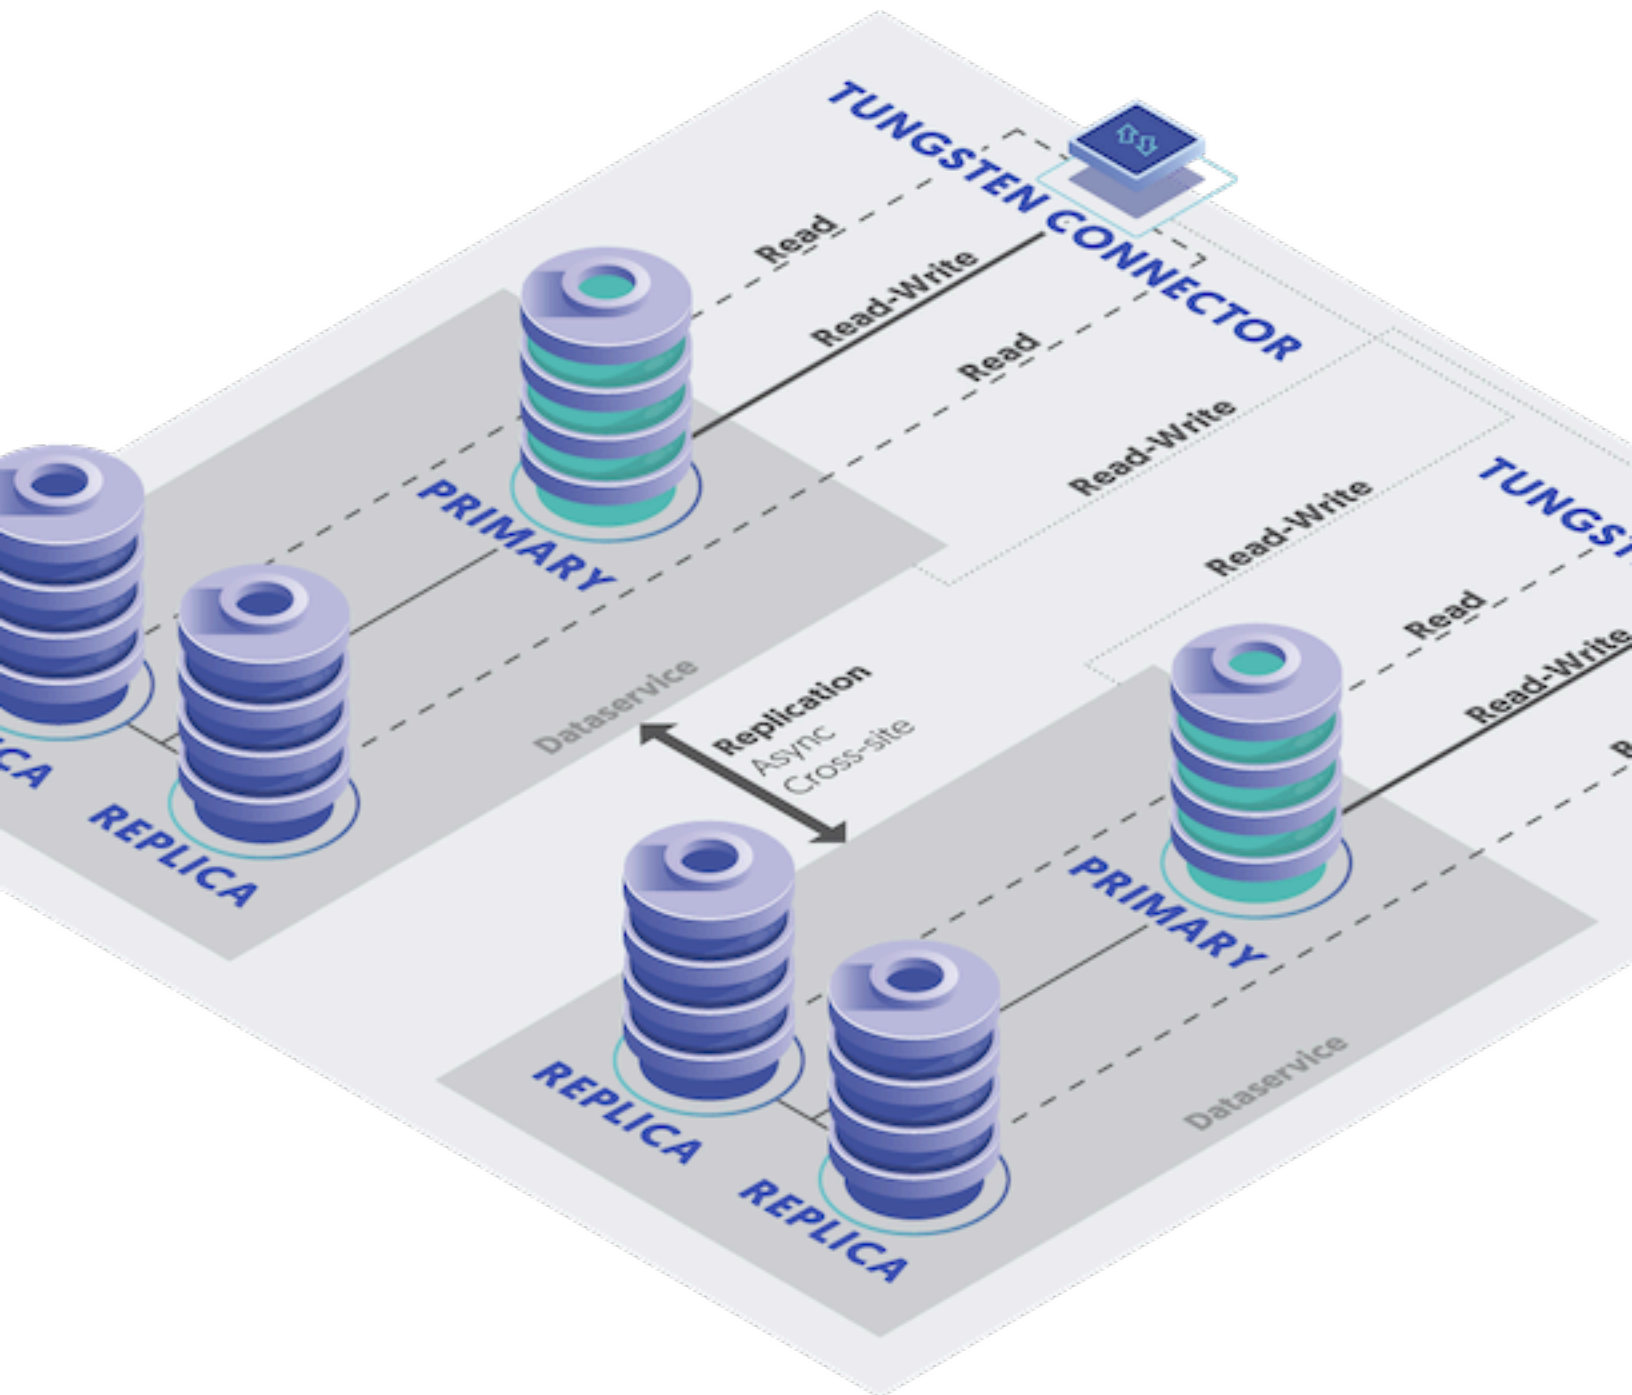 TUNGSTEN CONNECTOR
Read
Read-Write
Read
Read-Write
Read-Write
TUNGST
Read
Read-Write
R
PRIMARY
Dataservice
Replication
Async
Cross-site
CA
REPLICA
PRIMARY
Dataservice
REPLICA
REPLICA